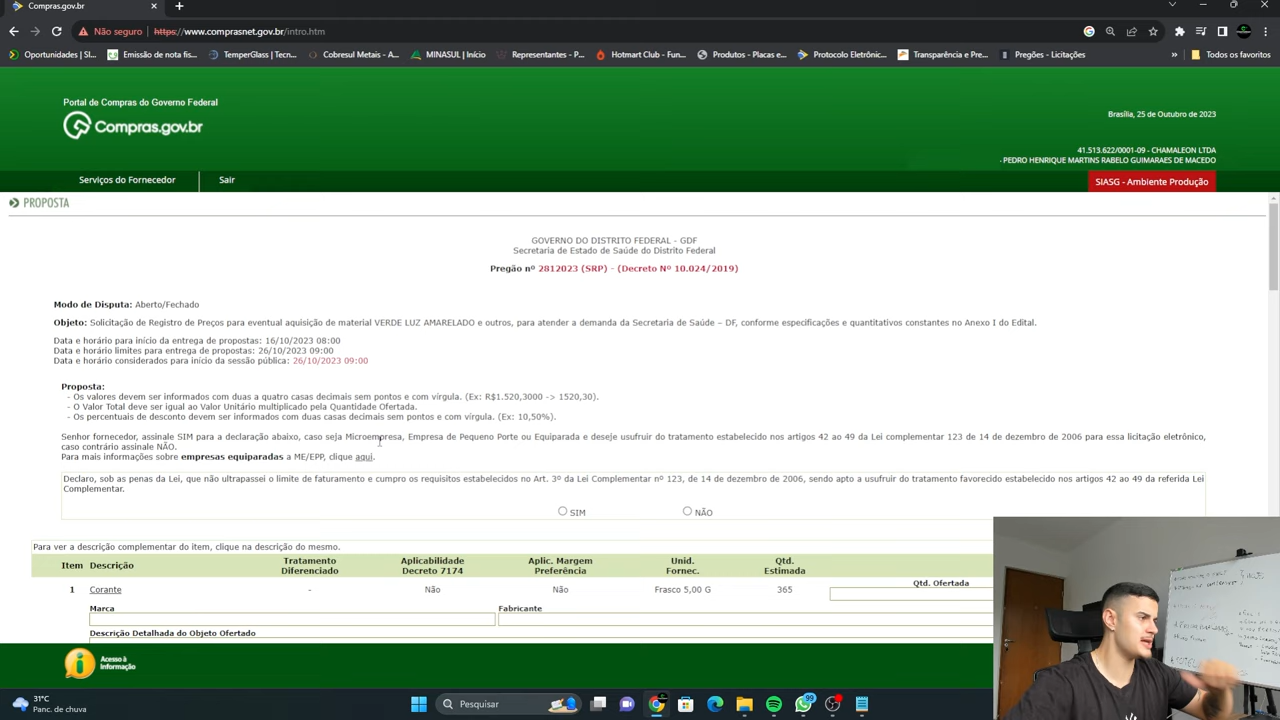 Compras.gov.br
Não seguro
https://www.comprasnet.gov.br/intro.htm
Oportunidades | SI...
Emissão de nota fis...
TemperGlass | Tecn...
Cobresul Metais - A...
MINASUL | Início
Representantes - P...
Hotmart Club - Fun...
Produtos - Placas e...
Protocolo Eletrônic...
Transparência e Pre...
Pregões - Licitações
Todos os favoritos
Portal de Compras do Governo Federal
Compras.gov.br
Brasília, 25 de Outubro de 2023
41.513.622/0001-09 - CHAMALEON LTDA
- PEDRO HENRIQUE MARTINS RABELO GUIMARAES DE MACEDO
Serviços do Fornecedor
Sair
SIASG - Ambiente Produção
PROPOSTA
GOVERNO DO DISTRITO FEDERAL - GDF
Secretaria de Estado de Saúde do Distrito Federal
Pregão nº 2812023 (SRP) - (Decreto Nº 10.024/2019)
Modo de Disputa: Aberto/Fechado
Objeto: Solicitação de Registro de Preços para eventual aquisição de material VERDE LUZ AMARELADO e outros, para atender a demanda da Secretaria de Saúde – DF, conforme especificações e quantitativos constantes no Anexo I do Edital.
Data e horário para início da entrega de propostas: 16/10/2023 08:00
Data e horário limites para entrega de propostas: 26/10/2023 09:00
Data e horário considerados para início da sessão pública: 26/10/2023 09:00
Proposta:
- Os valores devem ser informados com duas a quatro casas decimais sem pontos e com vírgula. (Ex: R$1.520,3000 -> 1520,30).
- O Valor Total deve ser igual ao Valor Unitário multiplicado pela Quantidade Ofertada.
- Os percentuais de desconto devem ser informados com duas casas decimais sem pontos e com vírgula. (Ex: 10,50%).
Senhor fornecedor, assinale SIM para a declaração abaixo, caso seja Microempresa, Empresa de Pequeno Porte ou Equiparada e deseje usufruir do tratamento estabelecido nos artigos 42 ao 49 da Lei complementar 123 de 14 de dezembro de 2006 para essa licitação eletrônico,
caso contrário assinale NÃO.
Para mais informações sobre empresas equiparadas a ME/EPP, clique aqui.
Declaro, sob as penas da Lei, que não ultrapassei o limite de faturamento e cumpro os requisitos estabelecidos no Art. 3º da Lei Complementar nº 123, de 14 de dezembro de 2006, sendo apto a usufruir do tratamento favorecido estabelecido nos artigos 42 ao 49 da referida Lei
Complementar.
SIM
NÃO
Para ver a descrição complementar do item, clique na descrição do mesmo.
Item Descrição Tratamento Diferenciado Aplicabilidade Decreto 7174 Aplic. Margem Preferência Unid. Fornec. Qtd. Estimada
Qtd. Ofertada
1 Corante - Não Não Frasco 5,00 G 365
Marca
Fabricante
Descrição Detalhada do Objeto Ofertado
Acesso à
Informação
31°C
Panc. de chuva
Pesquisar
99